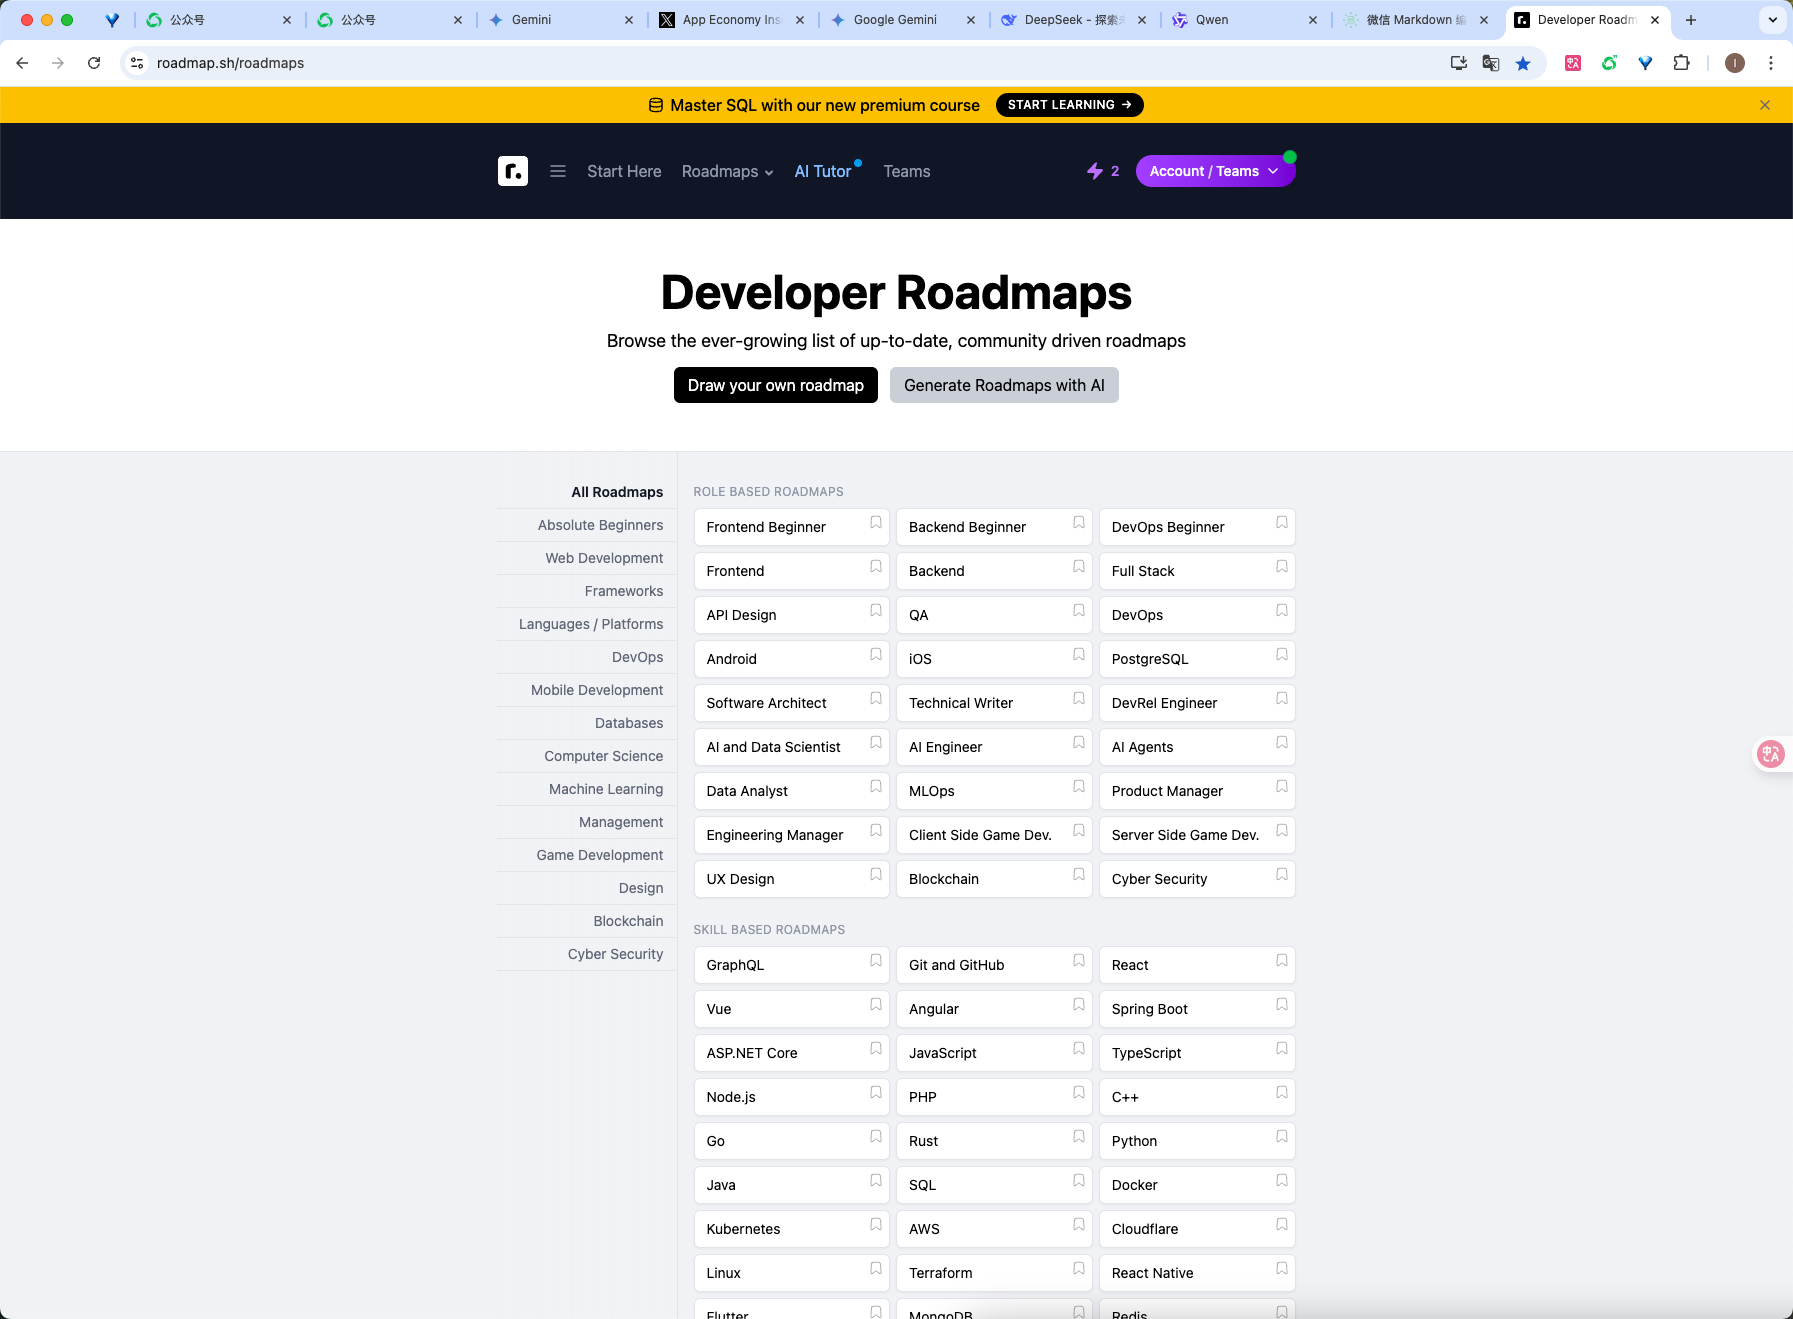 公众号
公众号
Gemini
App Economy Ins
Google Gemini
DeepSeek - 探索
Qwen
微信 Markdown 编
Developer Roadm
roadmap.sh/roadmaps
I
Master SQL with our new premium course START LEARNING →
r.
Start Here
Roadmaps
AI Tutor
Teams
2
Account / Teams
Developer Roadmaps
Browse the ever-growing list of up-to-date, community driven roadmaps
Draw your own roadmap
Generate Roadmaps with AI
All Roadmaps
Absolute Beginners
Web Development
Frameworks
Languages / Platforms
DevOps
Mobile Development
Databases
Computer Science
Machine Learning
Management
Game Development
Design
Blockchain
Cyber Security
ROLE BASED ROADMAPS
Frontend Beginner
Backend Beginner
DevOps Beginner
Frontend
Backend
Full Stack
API Design
QA
DevOps
Android
iOS
PostgreSQL
Software Architect
Technical Writer
DevRel Engineer
AI and Data Scientist
AI Engineer
AI Agents
Data Analyst
MLOps
Product Manager
Engineering Manager
Client Side Game Dev.
Server Side Game Dev.
UX Design
Blockchain
Cyber Security
SKILL BASED ROADMAPS
GraphQL
Git and GitHub
React
Vue
Angular
Spring Boot
ASP.NET Core
JavaScript
TypeScript
Node.js
PHP
C++
Go
Rust
Python
Java
SQL
Docker
Kubernetes
AWS
Cloudflare
Linux
Terraform
React Native
Flutter
MongoDB
Redis